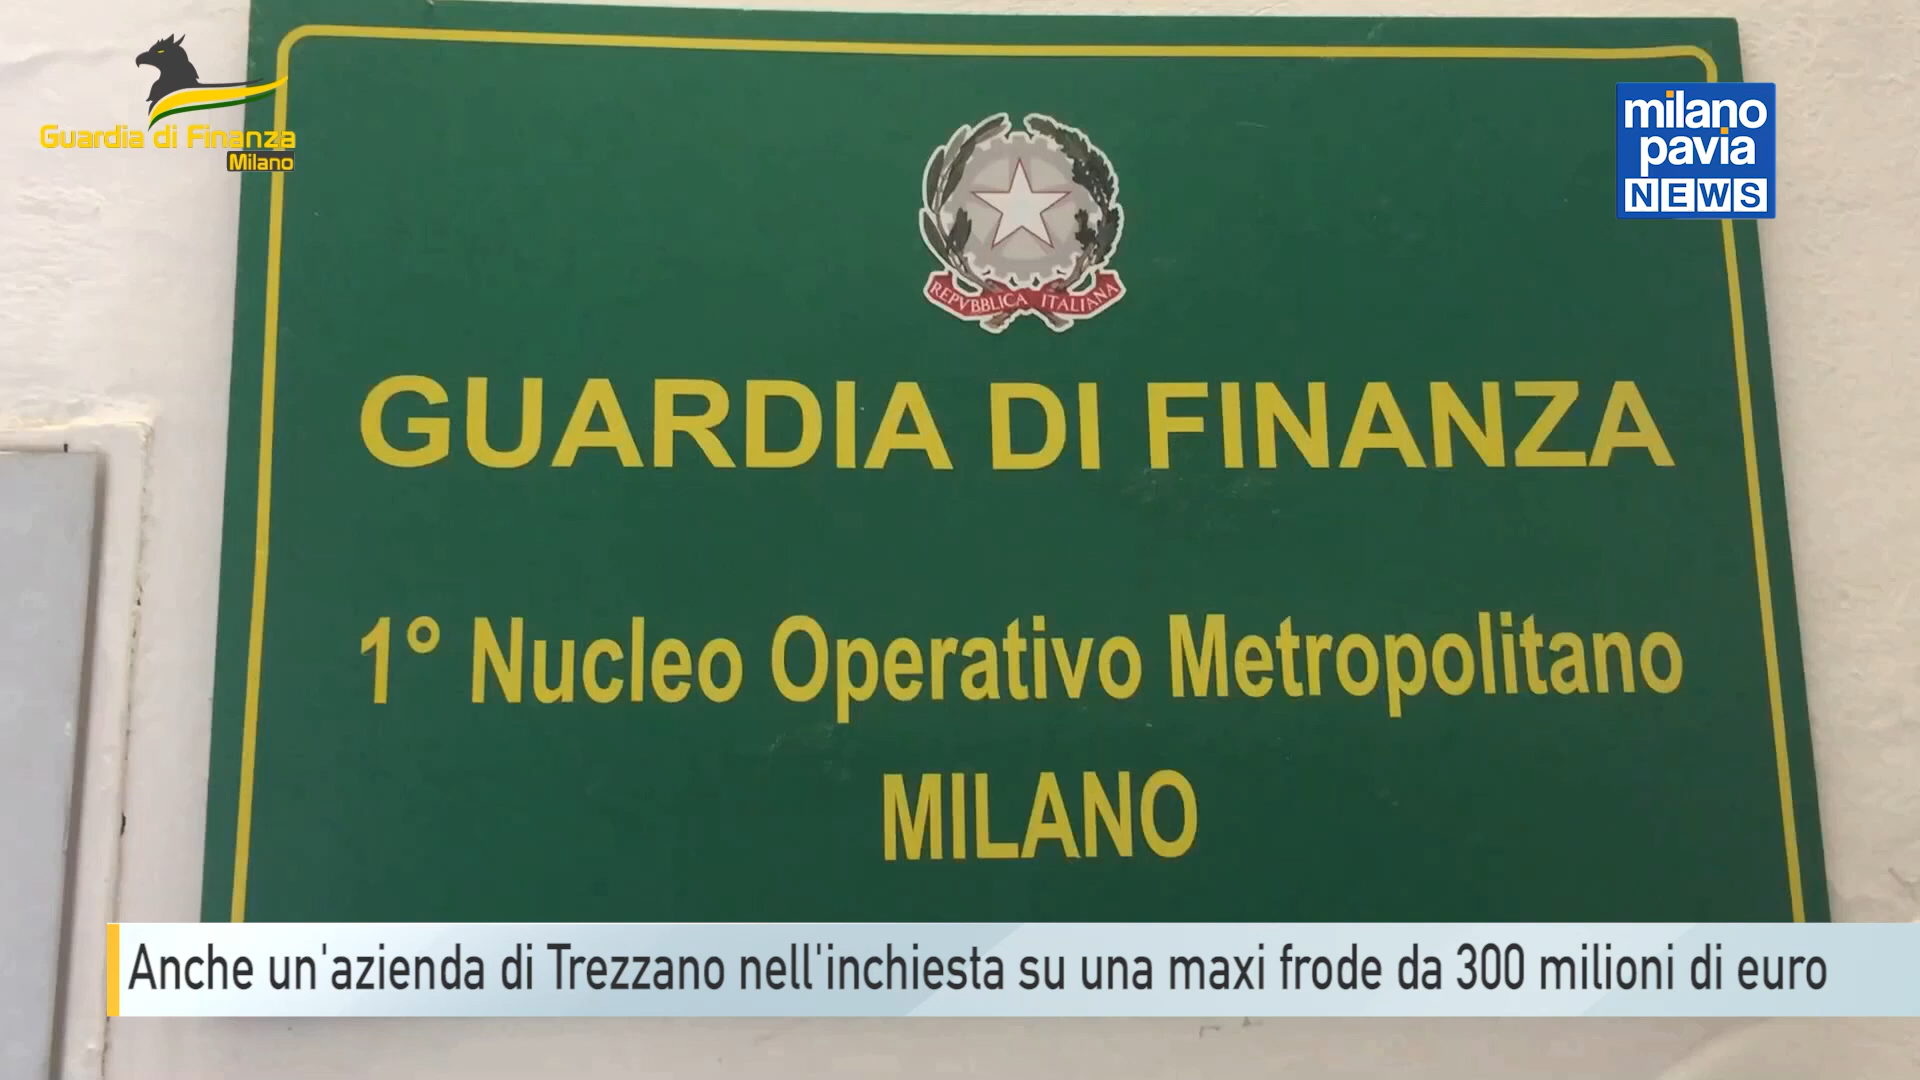 Guardia di Finanza
Milano
milano
pavia
NEWS
REPVBBLICA ITALIANA
GUARDIA DI FINANZA
1° Nucleo Operativo Metropolitano
MILANO
Anche un'azienda di Trezzano nell'inchiesta su una maxi frode da 300 milioni di euro